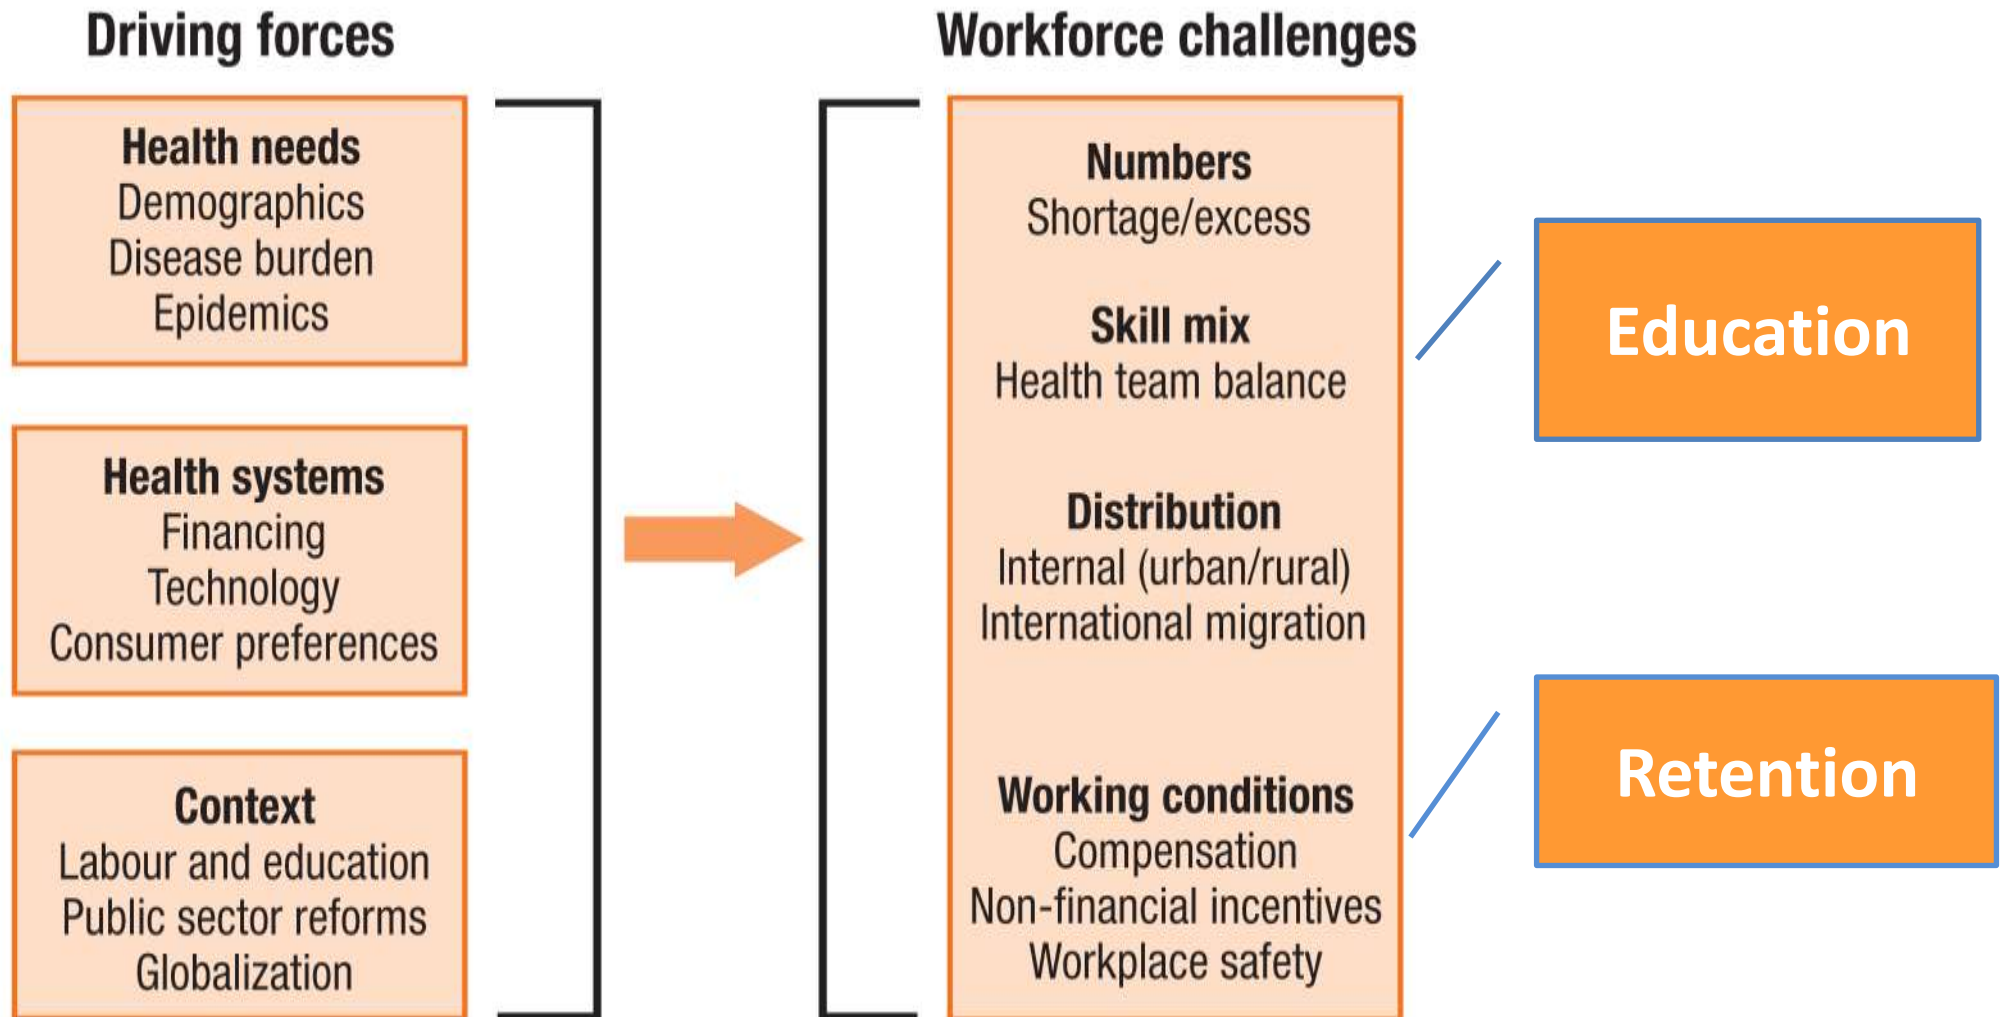 Driving forces
Health needs
Demographics
Disease burden
Epidemics
Health systems
Financing
Technology
Consumer preferences
Context
Labour and education
Public sector reforms
Globalization
Workforce challenges
Numbers
Shortage/excess
Skill mix
Health team balance
Distribution
Internal (urban/rural)
International migration
Working conditions
Compensation
Non-financial incentives
Workplace safety
Education
Retention